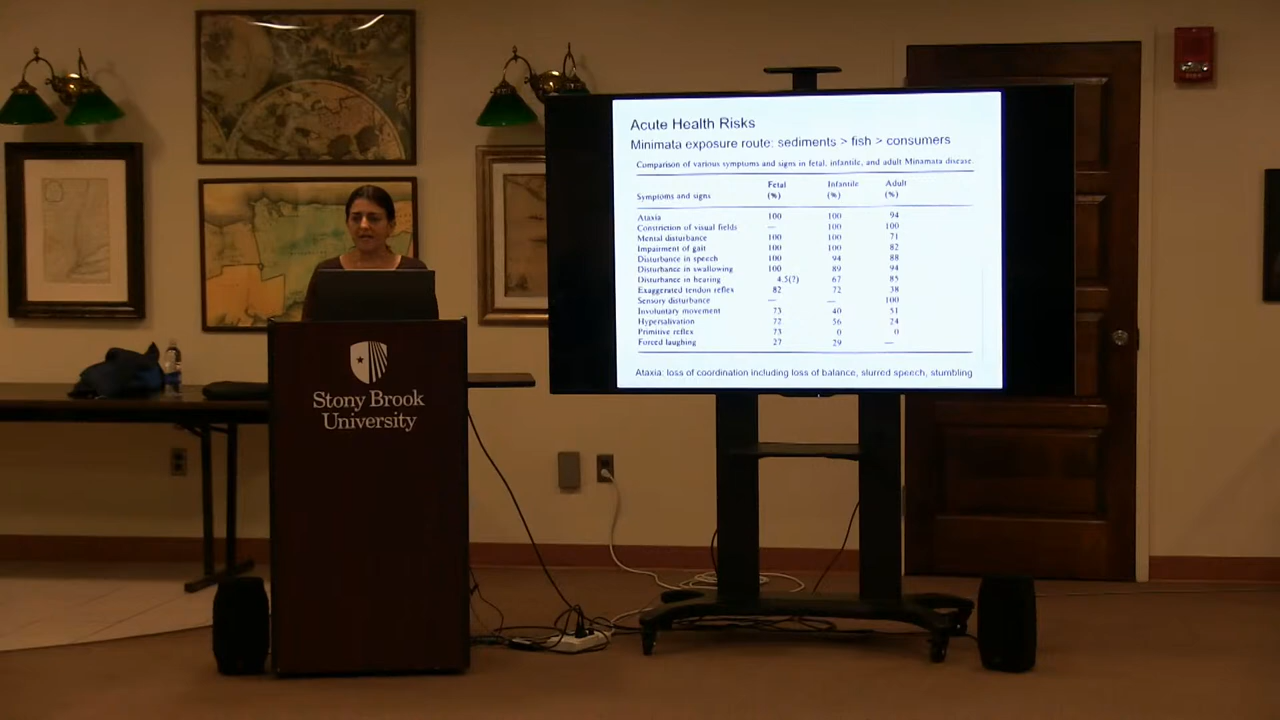 Acute Health Risks
Minimata exposure route: sediments > fish > consumers
Comparison of various symptoms and signs in fetal, infantile, and adult Minamata disease.
Symptoms and signs Fetal (%) Infantile (%) Adult (%)
Ataxia 100 100 94
Constriction of visual fields — 100 100
Mental disturbance 100 100 71
Impairment of gait 100 100 82
Disturbance in speech 100 94 88
Disturbance in swallowing 100 89 94
Disturbance in hearing 4.5(?) 67 85
Exaggerated tendon reflex 82 72 38
Sensory disturbance — — 100
Involuntary movement 73 40 51
Hypersalivation 72 56 24
Primitive reflex 73 0 0
Forced laughing 27 29 —
Ataxia: loss of coordination including loss of balance, slurred speech, stumbling
Stony Brook
University